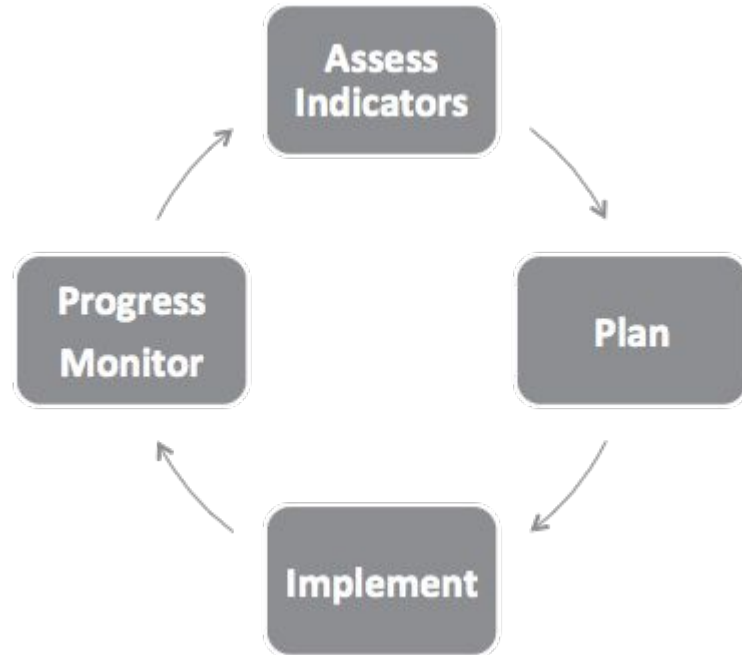 Assess
Indicators
Plan
Implement
Progress
Monitor